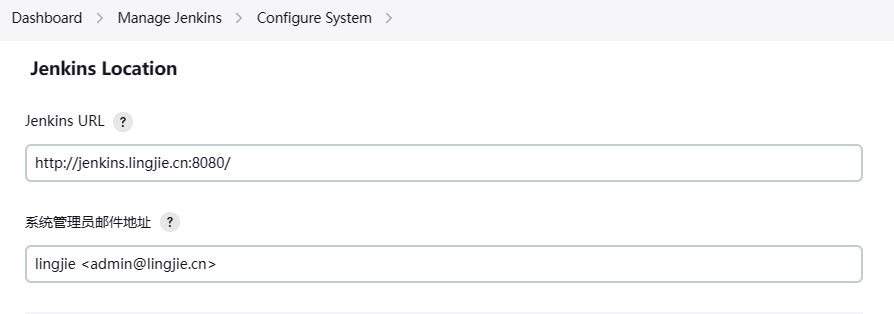 Dashboard > Manage Jenkins > Configure System >
Jenkins Location
Jenkins URL ?
http://jenkins.lingjie.cn:8080/
系统管理员邮件地址 ?
lingjie <admin@lingjie.cn>